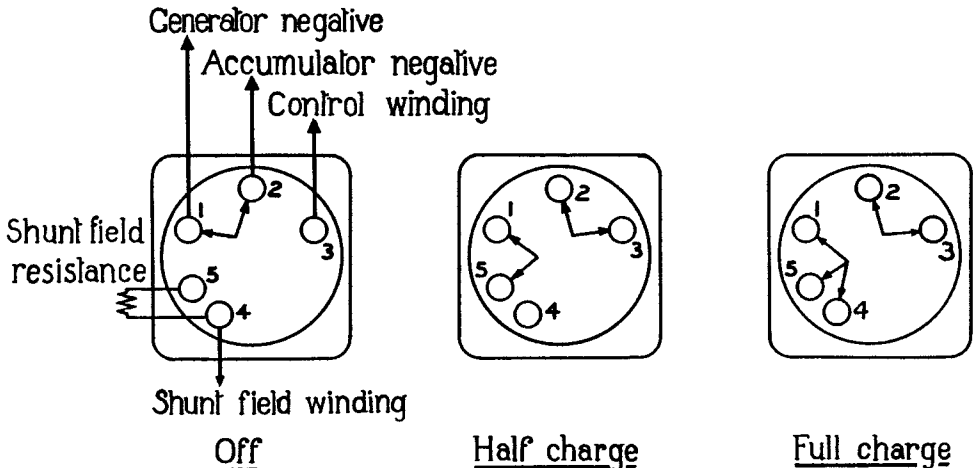 Generator negative
Accumulator negative
Control winding
1
2
3
Shunt field
resistance
5
4
Shunt field winding
Off
1
2
3
5
4
Half charge
1
2
3
5
4
Full charge